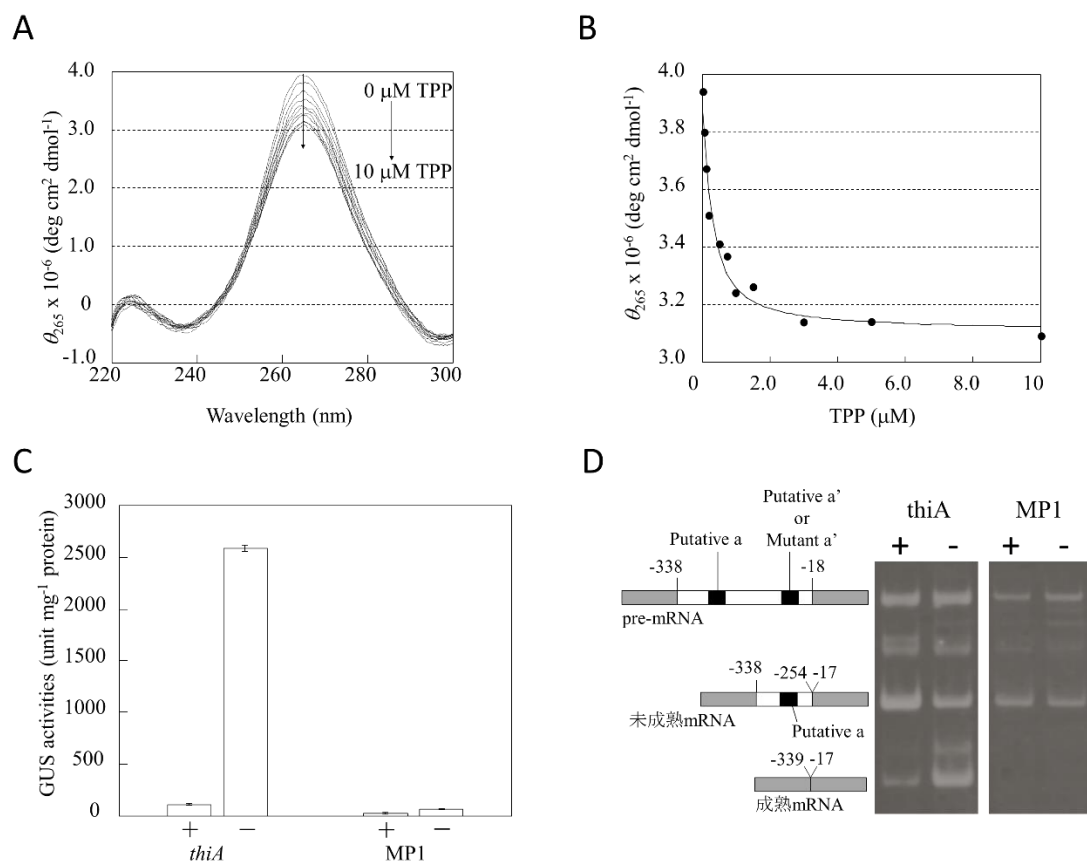 A
4.0
3.0
2.0
1.0
0
-1.0
θ265 x 10-6 (deg cm2 dmol-1)
0 μM TPP
10 μM TPP
220
240
260
280
300
Wavelength (nm)
B
4.0
3.8
3.6
3.4
3.2
3.0
θ265 x 10-6 (deg cm2 dmol-1)
0
2.0
4.0
6.0
8.0
10
TPP (μM)
C
3000
2500
2000
1500
1000
500
0
GUS activities (unit mg-1 protein)
+
−
+
−
thiA
MP1
D
Putative a
Putative a’
or
Mutant a’
-338
-18
pre-mRNA
-338
-254
-17
未成熟mRNA
Putative a
-339
-17
成熟mRNA
thiA
MP1
+
-
+
-